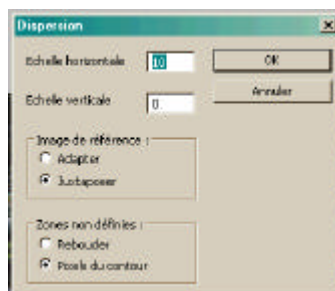 Dispersion
Echelle horizontale 10 OK
Echelle verticale 0 Annuler
Image de référence :
Adapter
Juxtaposer
Zones non définies :
Reboucler
Pixels du contour